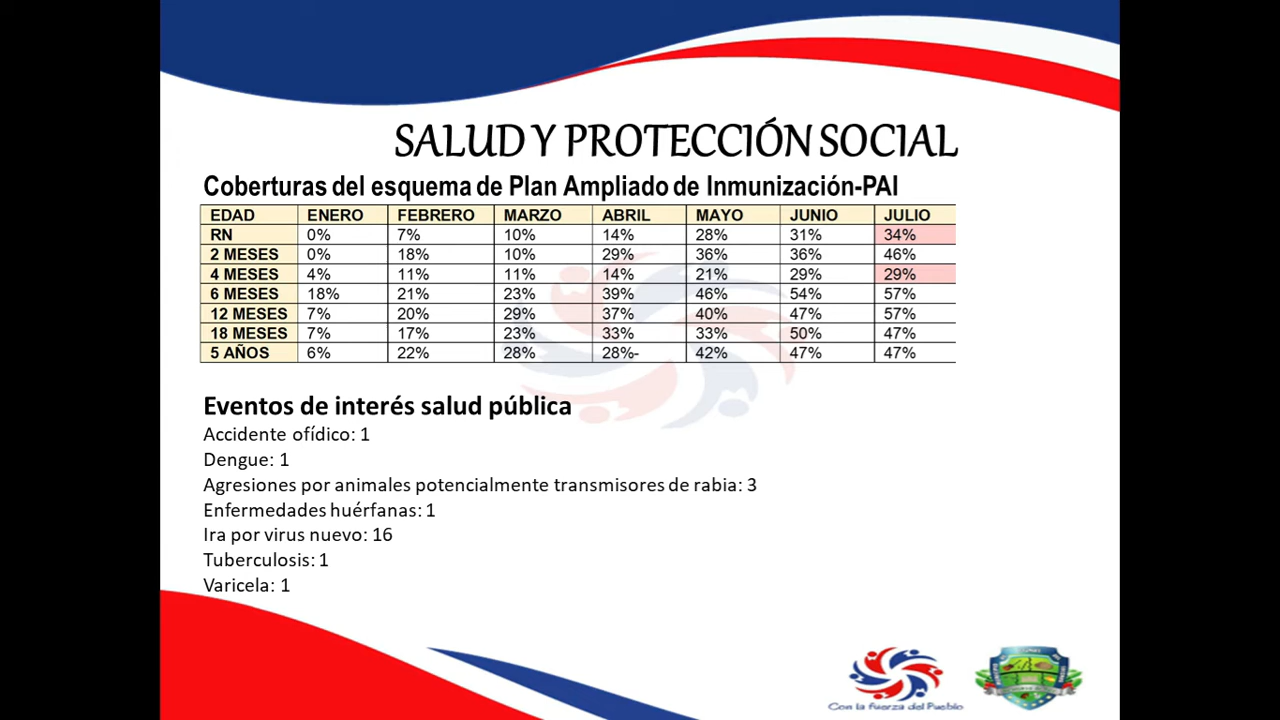 SALUD Y PROTECCIÓN SOCIAL
Coberturas del esquema de Plan Ampliado de Inmunización-PAI
EDAD ENERO FEBRERO MARZO ABRIL MAYO JUNIO JULIO
RN 0% 7% 10% 14% 28% 31% 34%
2 MESES 0% 18% 10% 29% 36% 36% 46%
4 MESES 4% 11% 11% 14% 21% 29% 29%
6 MESES 18% 21% 23% 39% 46% 54% 57%
12 MESES 7% 20% 29% 37% 40% 47% 57%
18 MESES 7% 17% 23% 33% 33% 50% 47%
5 AÑOS 6% 22% 28% 28%- 42% 47% 47%
Eventos de interés salud pública
Accidente ofídico: 1
Dengue: 1
Agresiones por animales potencialmente transmisores de rabia: 3
Enfermedades huérfanas: 1
Ira por virus nuevo: 16
Tuberculosis: 1
Varicela: 1
Con la fuerza del Pueblo